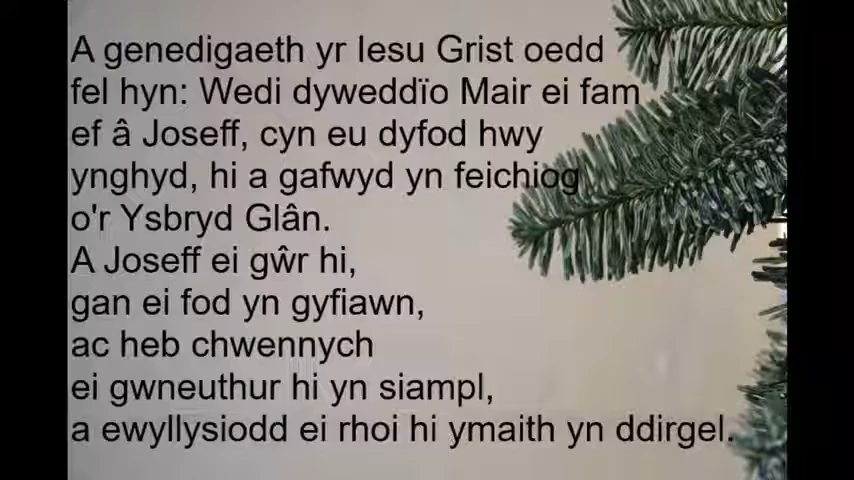 A genedigaeth yr Iesu Grist oedd
fel hyn: Wedi dyweddïo Mair ei fam
ef â Joseff, cyn eu dyfod hwy
ynghyd, hi a gafwyd yn feichiog
o'r Ysbryd Glân.
A Joseff ei gŵr hi,
gan ei fod yn gyfiawn,
ac heb chwennych
ei gwneuthur hi yn siampl,
a ewyllysiodd ei rhoi hi ymaith yn ddirgel.